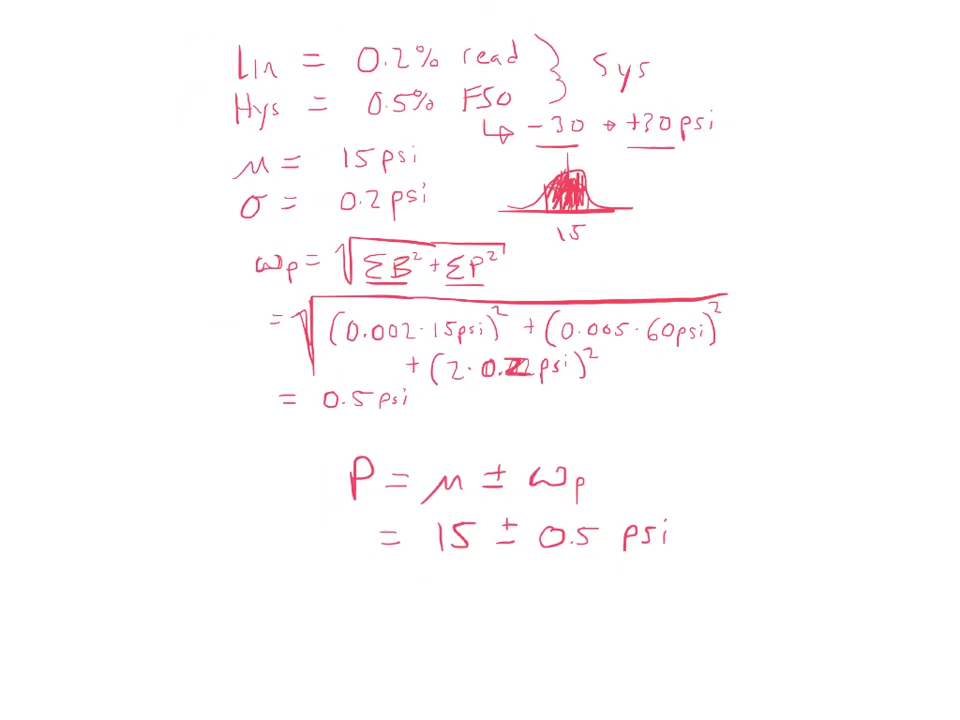 Lin = 0.2% read } Sys
Hys = 0.5% FSO
↳ -30 → +30 psi
μ = 15 psi
σ = 0.2 psi
15
ωp = √ΣB² + ΣP²
= √(0.002 · 15psi)² + (0.005 · 60psi)²
+ (2 · 0.2 psi)²
= 0.5 psi
P = μ ± ωp
= 15 ± 0.5 psi